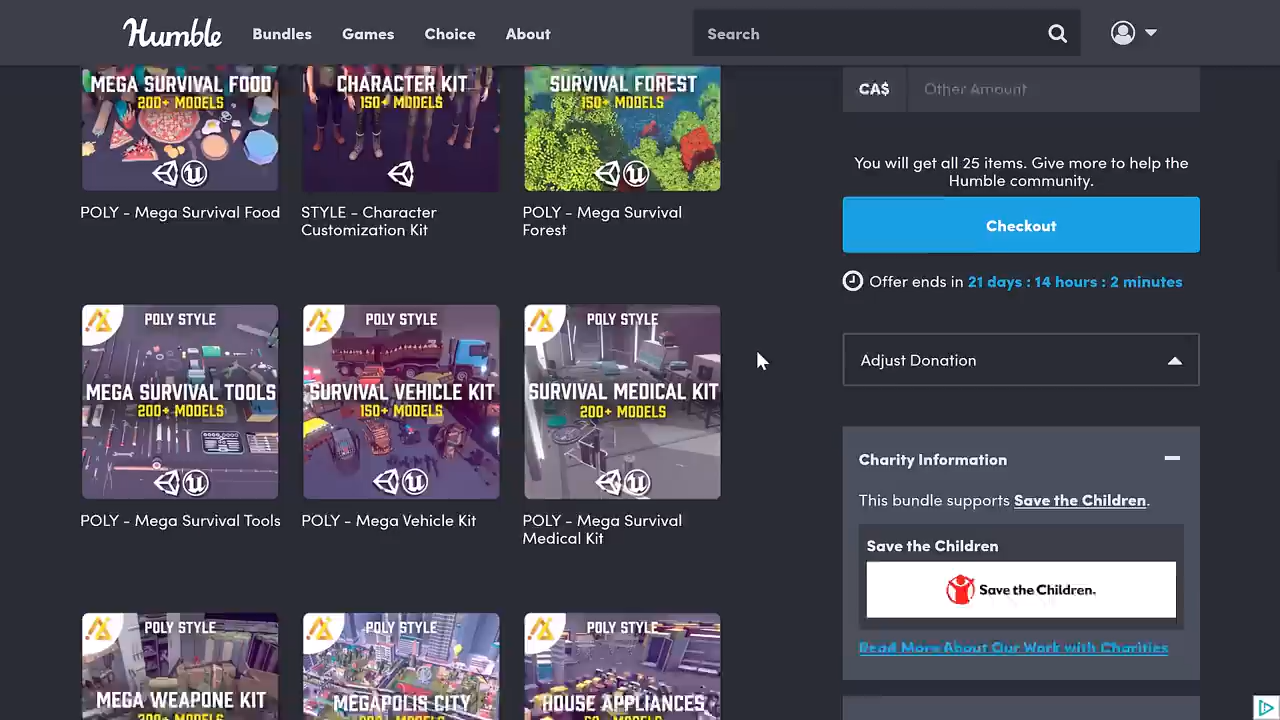 Humble
Bundles
Games
Choice
About
Search
MEGA SURVIVAL FOOD
200+ MODELS
CHARACTER KIT
150+ MODELS
SURVIVAL FOREST
150+ MODELS
POLY - Mega Survival Food
STYLE - Character
Customization Kit
POLY - Mega Survival
Forest
CA$
Other Amount
You will get all 25 items. Give more to help the
Humble community.
Checkout
Offer ends in 21 days : 14 hours : 2 minutes
POLY STYLE
MEGA SURVIVAL TOOLS
200+ MODELS
POLY STYLE
SURVIVAL VEHICLE KIT
150+ MODELS
POLY STYLE
SURVIVAL MEDICAL KIT
200+ MODELS
POLY - Mega Survival Tools
POLY - Mega Vehicle Kit
POLY - Mega Survival
Medical Kit
Adjust Donation
Charity Information
This bundle supports Save the Children.
Save the Children
Save the Children.
Read More About Our Work with Charities
POLY STYLE
MEGA WEAPONE KIT
POLY STYLE
MEGAPOLIS CITY
POLY STYLE
HOUSE APPLIANCES